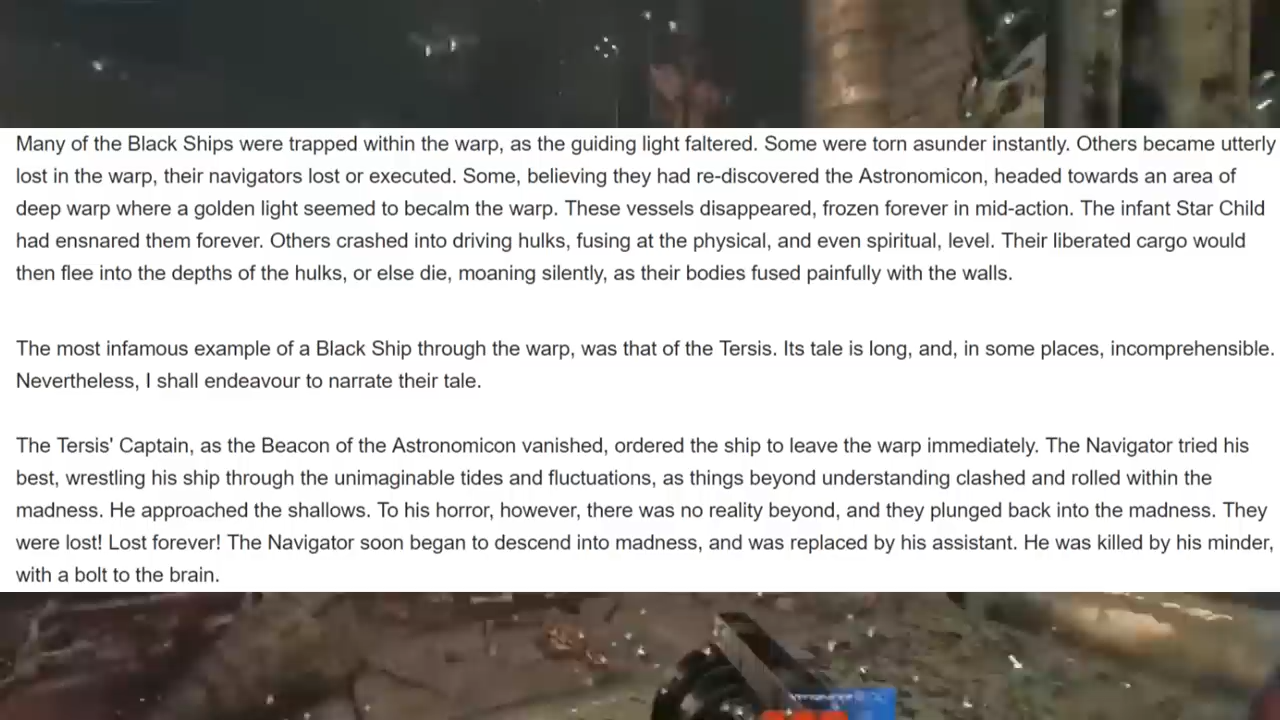 Many of the Black Ships were trapped within the warp, as the guiding light faltered. Some were torn asunder instantly. Others became utterly
lost in the warp, their navigators lost or executed. Some, believing they had re-discovered the Astronomicon, headed towards an area of
deep warp where a golden light seemed to becalm the warp. These vessels disappeared, frozen forever in mid-action. The infant Star Child
had ensnared them forever. Others crashed into driving hulks, fusing at the physical, and even spiritual, level. Their liberated cargo would
then flee into the depths of the hulks, or else die, moaning silently, as their bodies fused painfully with the walls.
The most infamous example of a Black Ship through the warp, was that of the Tersis. Its tale is long, and, in some places, incomprehensible.
Nevertheless, I shall endeavour to narrate their tale.
The Tersis' Captain, as the Beacon of the Astronomicon vanished, ordered the ship to leave the warp immediately. The Navigator tried his
best, wrestling his ship through the unimaginable tides and fluctuations, as things beyond understanding clashed and rolled within the
madness. He approached the shallows. To his horror, however, there was no reality beyond, and they plunged back into the madness. They
were lost! Lost forever! The Navigator soon began to descend into madness, and was replaced by his assistant. He was killed by his minder,
with a bolt to the brain.